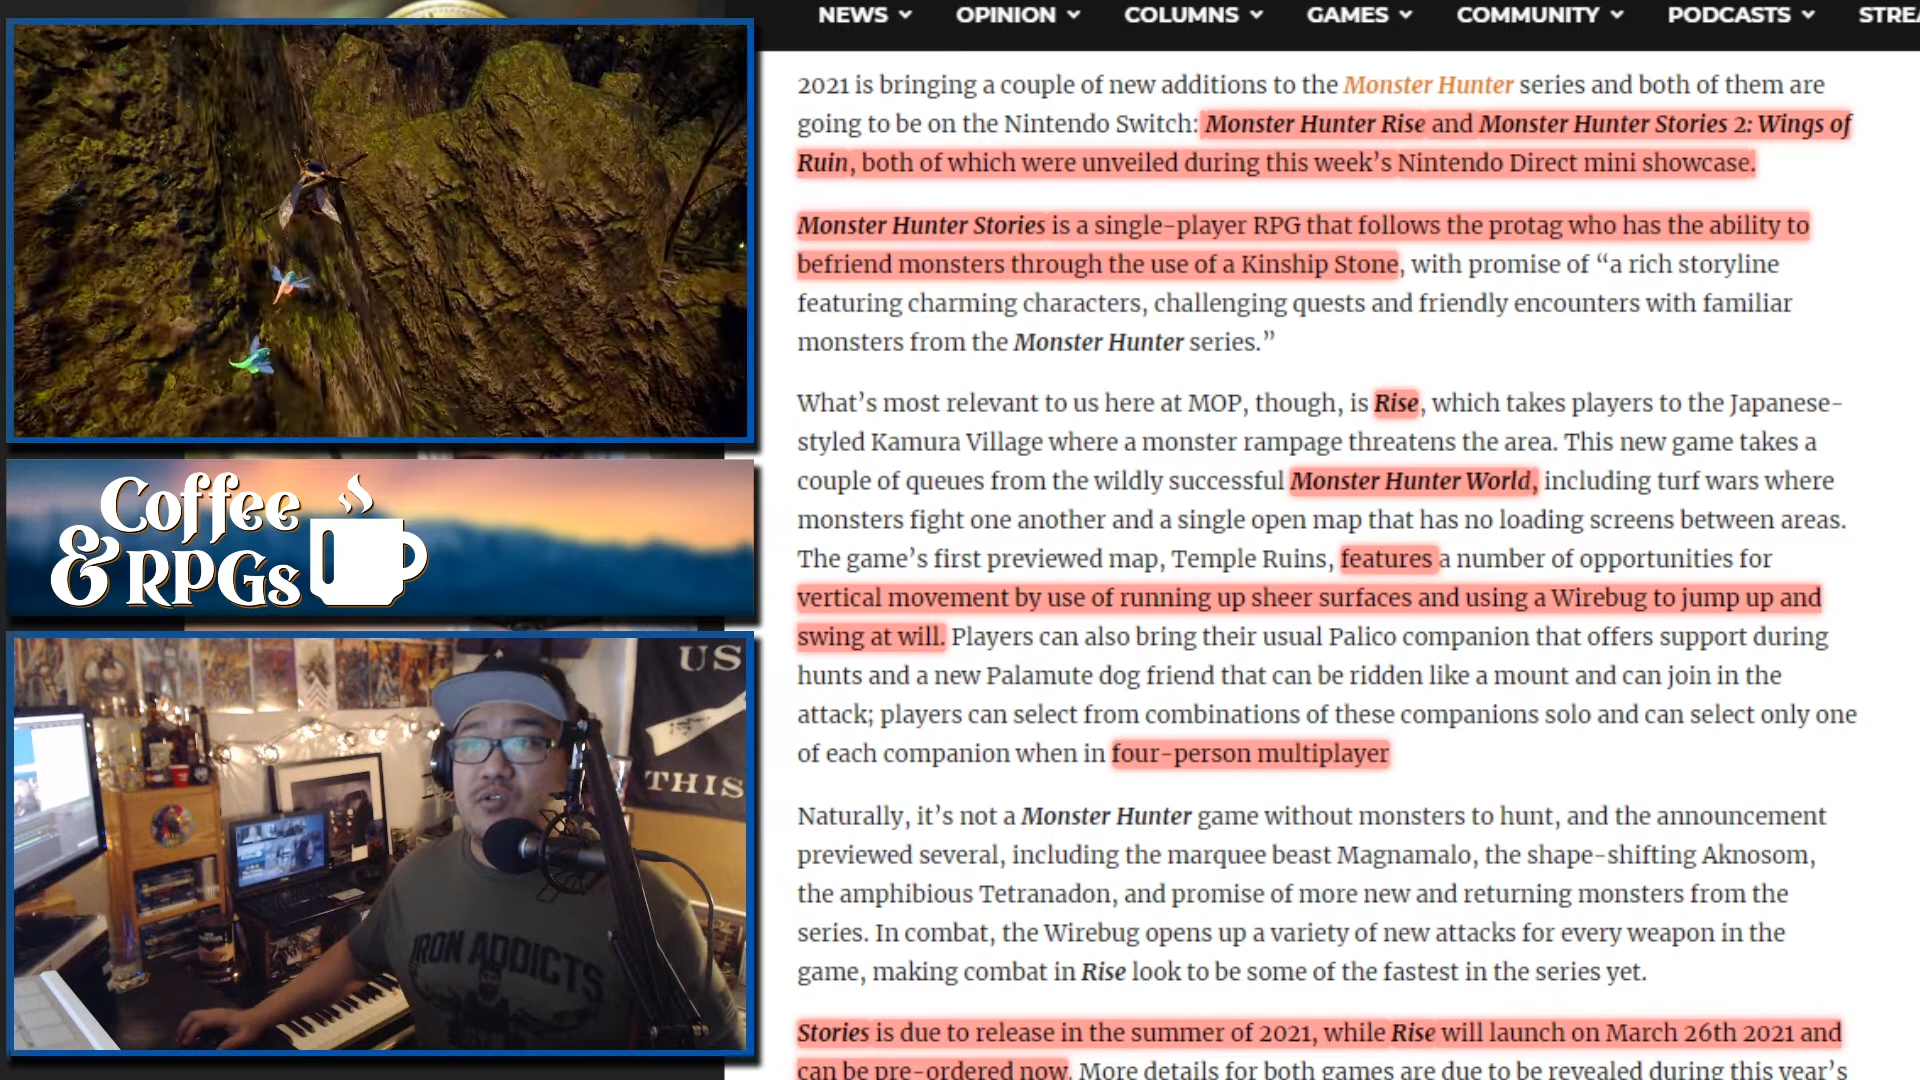 NEWS OPINION COLUMNS GAMES COMMUNITY PODCASTS STREA
2021 is bringing a couple of new additions to the Monster Hunter series and both of them are
going to be on the Nintendo Switch: Monster Hunter Rise and Monster Hunter Stories 2: Wings of
Ruin, both of which were unveiled during this week’s Nintendo Direct mini showcase.
Monster Hunter Stories is a single-player RPG that follows the protag who has the ability to
befriend monsters through the use of a Kinship Stone, with promise of “a rich storyline
featuring charming characters, challenging quests and friendly encounters with familiar
monsters from the Monster Hunter series.”
What’s most relevant to us here at MOP, though, is Rise, which takes players to the Japanese-
styled Kamura Village where a monster rampage threatens the area. This new game takes a
couple of queues from the wildly successful Monster Hunter World, including turf wars where
monsters fight one another and a single open map that has no loading screens between areas.
The game’s first previewed map, Temple Ruins, features a number of opportunities for
vertical movement by use of running up sheer surfaces and using a Wirebug to jump up and
swing at will. Players can also bring their usual Palico companion that offers support during
hunts and a new Palamute dog friend that can be ridden like a mount and can join in the
attack; players can select from combinations of these companions solo and can select only one
of each companion when in four-person multiplayer
Naturally, it’s not a Monster Hunter game without monsters to hunt, and the announcement
previewed several, including the marquee beast Magnamalo, the shape-shifting Aknosom,
the amphibious Tetranadon, and promise of more new and returning monsters from the
series. In combat, the Wirebug opens up a variety of new attacks for every weapon in the
game, making combat in Rise look to be some of the fastest in the series yet.
Stories is due to release in the summer of 2021, while Rise will launch on March 26th 2021 and
can be pre-ordered now. More details for both games are due to be revealed during this year’s
Coffee
& RPGs
US
THIS
IRON ADDICTS